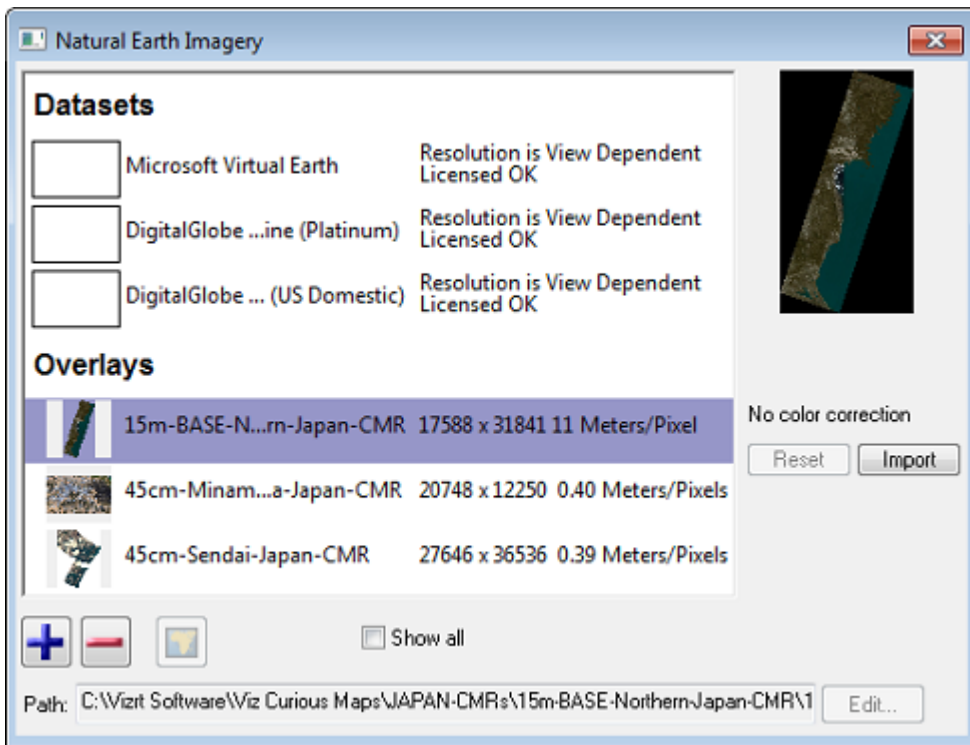 Natural Earth Imagery
Datasets
Microsoft Virtual Earth
Resolution is View Dependent
Licensed OK
DigitalGlobe ...ine (Platinum)
Resolution is View Dependent
Licensed OK
DigitalGlobe ... (US Domestic)
Resolution is View Dependent
Licensed OK
Overlays
15m-BASE-N...rn-Japan-CMR 17588 x 31841 11 Meters/Pixel
45cm-Minam...a-Japan-CMR 20748 x 12250 0.40 Meters/Pixels
45cm-Sendai-Japan-CMR 27646 x 36536 0.39 Meters/Pixels
No color correction
Reset Import
Show all
Path: C:\Vizrt Software\Viz Curious Maps\JAPAN-CMRs\15m-BASE-Northern-Japan-CMR\1 Edit...